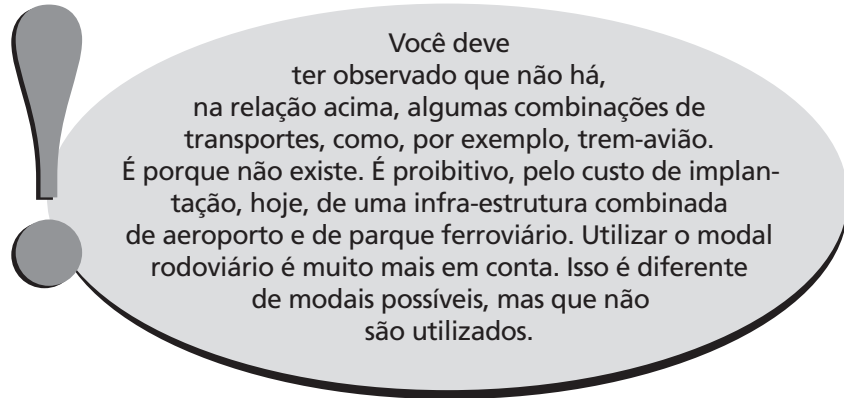 Você deve
ter observado que não há,
na relação acima, algumas combinações de
transportes, como, por exemplo, trem-avião.
É porque não existe. É proibitivo, pelo custo de implan-
tação, hoje, de uma infra-estrutura combinada
de aeroporto e de parque ferroviário. Utilizar o modal
rodoviário é muito mais em conta. Isso é diferente
de modais possíveis, mas que não
são utilizados.